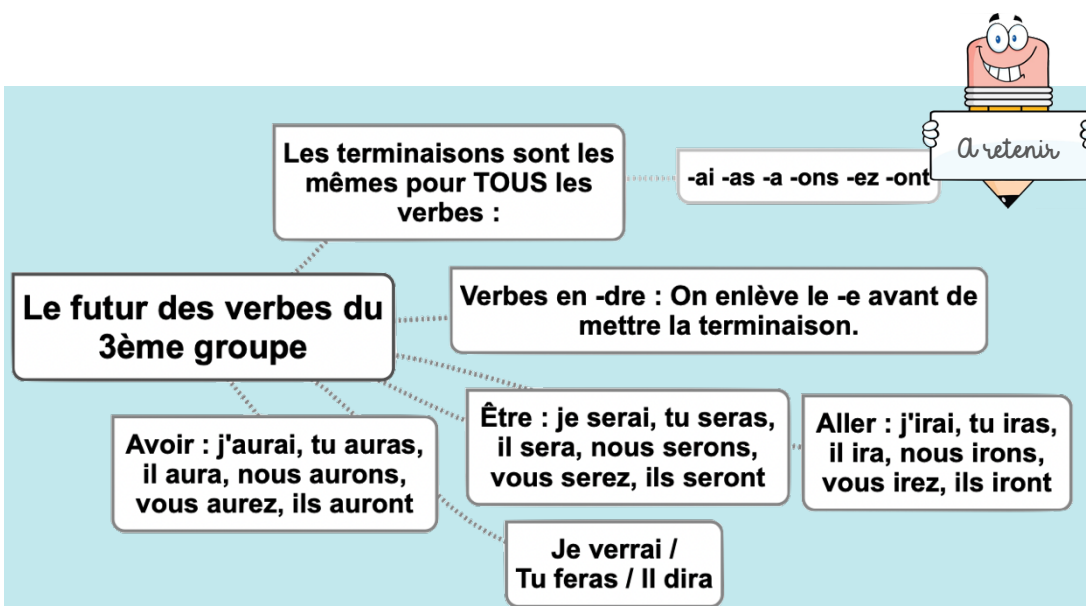 A retenir
Les terminaisons sont les
mêmes pour TOUS les
verbes :
-ai -as -a -ons -ez -ont
Le futur des verbes du
3ème groupe
Verbes en -dre : On enlève le -e avant de
mettre la terminaison.
Avoir : j'aurai, tu auras,
il aura, nous aurons,
vous aurez, ils auront
Être : je serai, tu seras,
il sera, nous serons,
vous serez, ils seront
Aller : j'irai, tu iras,
il ira, nous irons,
vous irez, ils iront
Je verrai /
Tu feras / Il dira